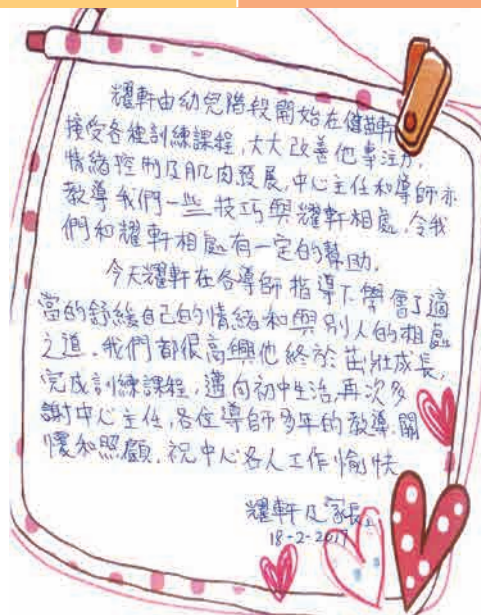 耀軒由幼兒階段開始在健苗軒
接受各種訓練課程，大大改善他專注力，
情緒控制及肌肉發展，中心主任和導師亦
教導我們一些技巧與耀軒相處，令我
們和耀軒相處有一定的幫助。
今天耀軒在各導師指導下學會了適
當的舒緩自己的情緒和與別人的相處
之道。我們都很高興他終於茁壯成長，
完成訓練課程，邁向初中生活，再次多
謝中心主任，各位導師多年的教導、關
懷和照顧，祝中心各人工作愉快
耀軒及家長上
18-2-2017